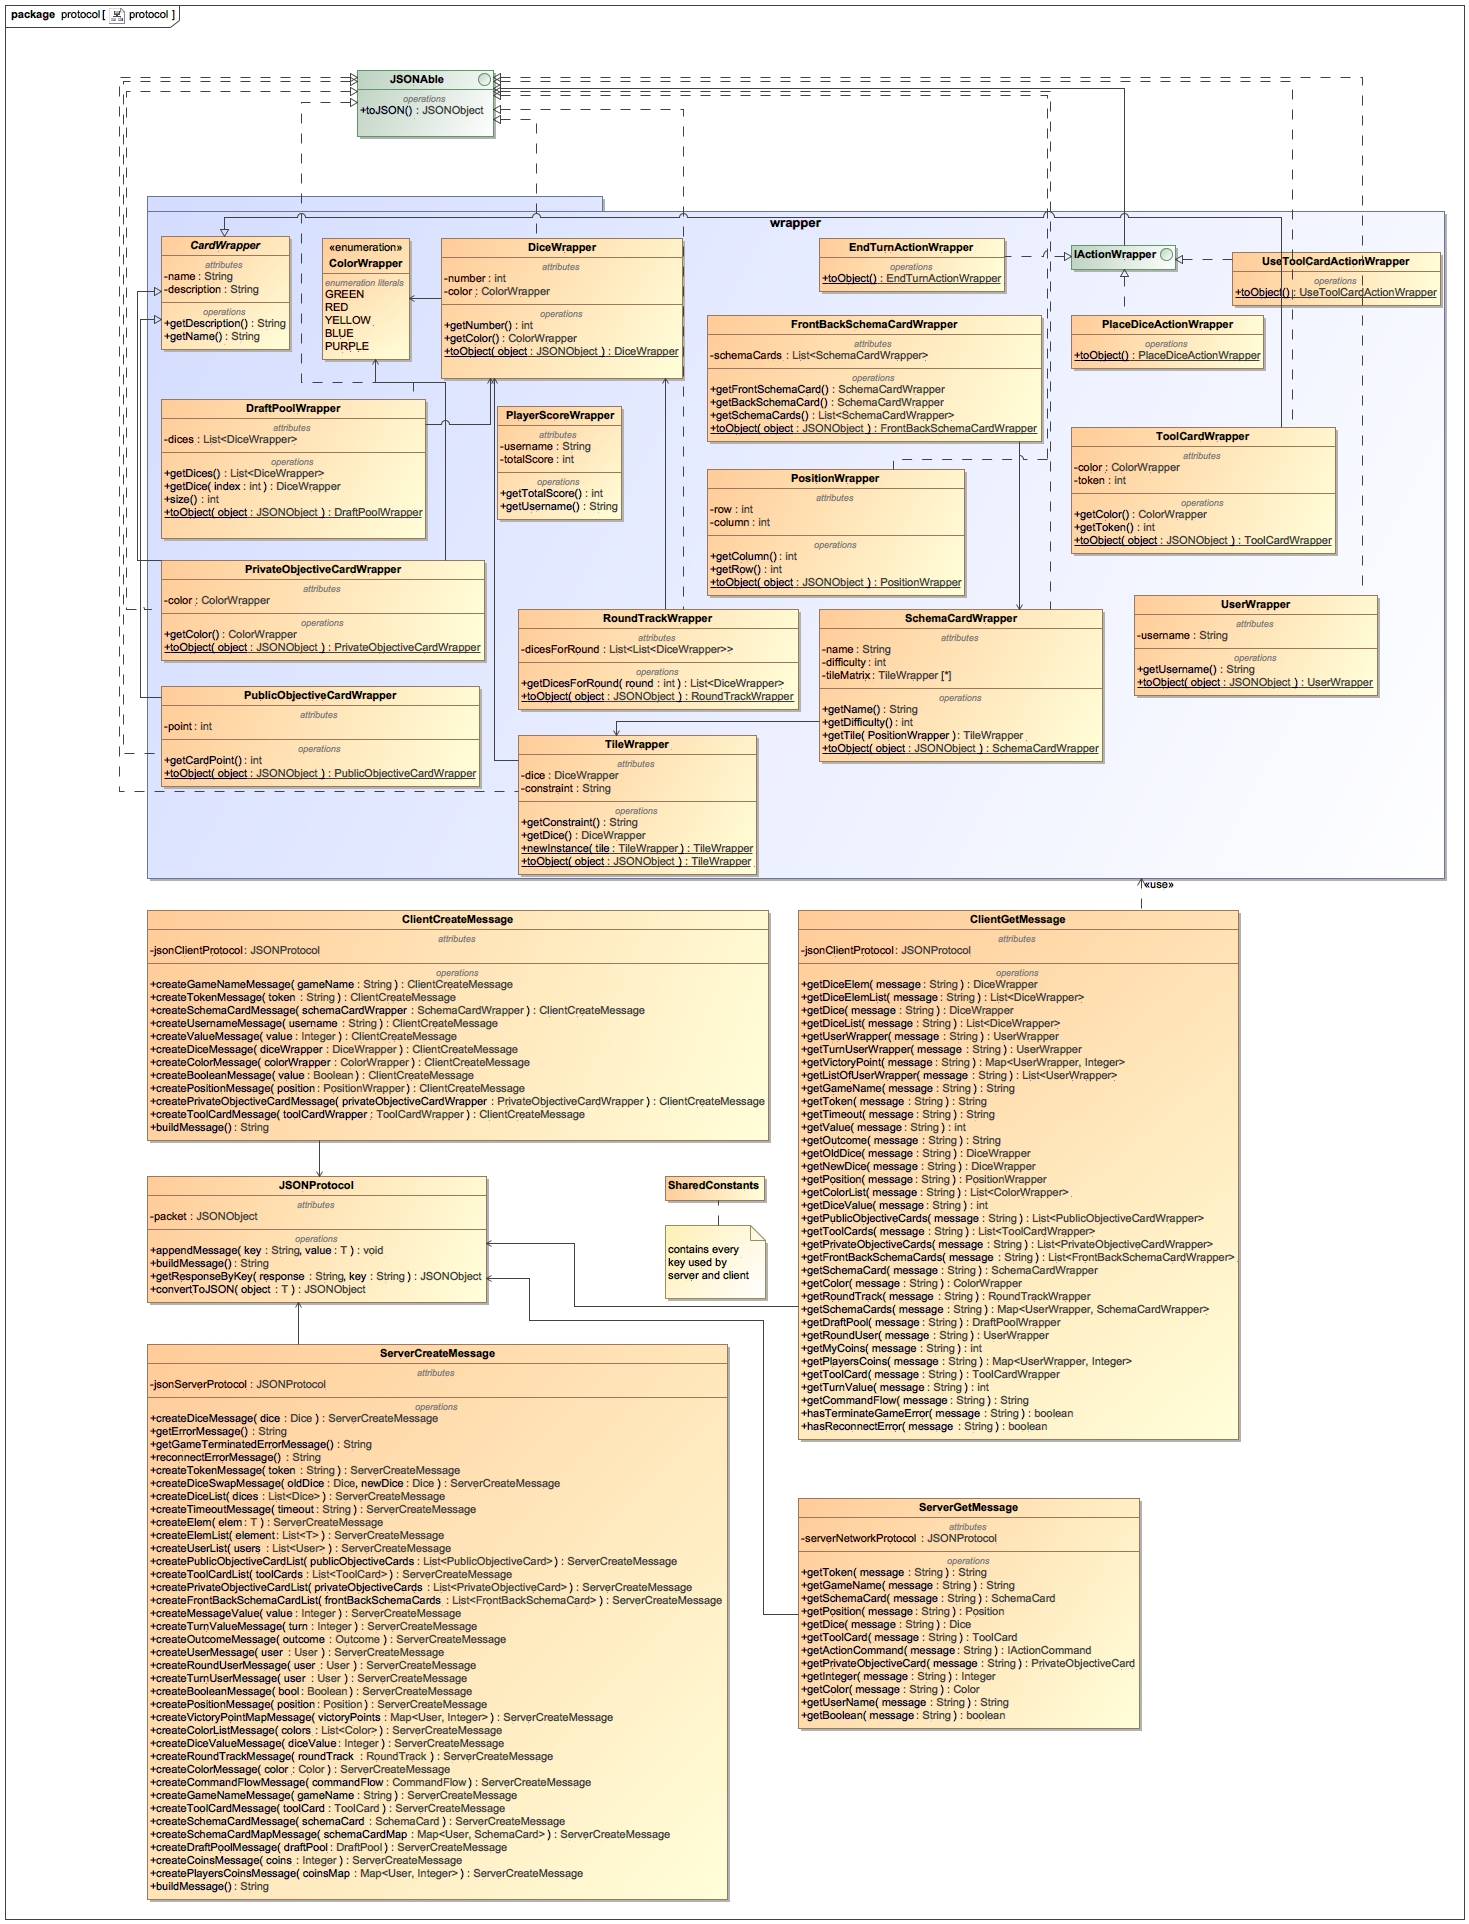 package protocol[ protocol ]
JSONAble
operations
+toJSON() : JSONObject
wrapper
CardWrapper
attributes
-name : String
-description : String
operations
+getDescription() : String
+getName() : String
«enumeration»
ColorWrapper
enumeration literals
GREEN
RED
YELLOW
BLUE
PURPLE
DiceWrapper
attributes
-number : int
-color : ColorWrapper
operations
+getNumber() : int
+getColor() : ColorWrapper
+toObject( object : JSONObject ) : DiceWrapper
EndTurnActionWrapper
operations
+toObject() : EndTurnActionWrapper
IActionWrapper
UseToolCardActionWrapper
operations
+toObject() : UseToolCardActionWrapper
FrontBackSchemaCardWrapper
attributes
-schemaCards : List<SchemaCardWrapper>
operations
+getFrontSchemaCard() : SchemaCardWrapper
+getBackSchemaCard() : SchemaCardWrapper
+getSchemaCards() : List<SchemaCardWrapper>
+toObject( object : JSONObject ) : FrontBackSchemaCardWrapper
PlaceDiceActionWrapper
operations
+toObject() : PlaceDiceActionWrapper
DraftPoolWrapper
attributes
-dices : List<DiceWrapper>
operations
+getDices() : List<DiceWrapper>
+getDice( index : int ) : DiceWrapper
+size() : int
+toObject( object : JSONObject ) : DraftPoolWrapper
PlayerScoreWrapper
attributes
-username : String
-totalScore : int
operations
+getTotalScore() : int
+getUsername() : String
ToolCardWrapper
attributes
-color : ColorWrapper
-token : int
operations
+getColor() : ColorWrapper
+getToken() : int
+toObject( object : JSONObject ) : ToolCardWrapper
PositionWrapper
attributes
-row : int
-column : int
operations
+getColumn() : int
+getRow() : int
+toObject( object : JSONObject ) : PositionWrapper
PrivateObjectiveCardWrapper
attributes
-color : ColorWrapper
operations
+getColor() : ColorWrapper
+toObject( object : JSONObject ) : PrivateObjectiveCardWrapper
RoundTrackWrapper
attributes
-dicesForRound : List<List<DiceWrapper>>
operations
+getDicesForRound( round : int ) : List<DiceWrapper>
+toObject( object : JSONObject ) : RoundTrackWrapper
SchemaCardWrapper
attributes
-name : String
-difficulty : int
-tileMatrix : TileWrapper [*]
operations
+getName() : String
+getDifficulty() : int
+getTile( PositionWrapper ) : TileWrapper
+toObject( object : JSONObject ) : SchemaCardWrapper
UserWrapper
attributes
-username : String
operations
+getUsername() : String
+toObject( object : JSONObject ) : UserWrapper
PublicObjectiveCardWrapper
attributes
-point : int
operations
+getCardPoint() : int
+toObject( object : JSONObject ) : PublicObjectiveCardWrapper
TileWrapper
attributes
-dice : DiceWrapper
-constraint : String
operations
+getConstraint() : String
+getDice() : DiceWrapper
+newInstance( tile : TileWrapper ) : TileWrapper
+toObject( object : JSONObject ) : TileWrapper
«use»
ClientCreateMessage
attributes
-jsonClientProtocol : JSONProtocol
operations
+createGameNameMessage( gameName : String ) : ClientCreateMessage
+createTokenMessage( token : String ) : ClientCreateMessage
+createSchemaCardMessage( schemaCardWrapper : SchemaCardWrapper ) : ClientCreateMessage
+createUsernameMessage( username : String ) : ClientCreateMessage
+createValueMessage( value : Integer ) : ClientCreateMessage
+createDiceMessage( diceWrapper : DiceWrapper ) : ClientCreateMessage
+createColorMessage( colorWrapper : ColorWrapper ) : ClientCreateMessage
+createBooleanMessage( value : Boolean ) : ClientCreateMessage
+createPositionMessage( position : PositionWrapper ) : ClientCreateMessage
+createPrivateObjectiveCardMessage( privateObjectiveCardWrapper : PrivateObjectiveCardWrapper ) : ClientCreateMessage
+createToolCardMessage( toolCardWrapper : ToolCardWrapper ) : ClientCreateMessage
+buildMessage() : String
ClientGetMessage
attributes
-jsonClientProtocol : JSONProtocol
operations
+getDiceElem( message : String ) : DiceWrapper
+getDiceElemList( message : String ) : List<DiceWrapper>
+getDice( message : String ) : DiceWrapper
+getDiceList( message : String ) : List<DiceWrapper>
+getUserWrapper( message : String ) : UserWrapper
+getTurnUserWrapper( message : String ) : UserWrapper
+getVictoryPoint( message : String ) : Map<UserWrapper, Integer>
+getListOfUserWrapper( message : String ) : List<UserWrapper>
+getGameName( message : String ) : String
+getToken( message : String ) : String
+getTimeout( message : String ) : String
+getValue( message : String ) : int
+getOutcome( message : String ) : String
+getOldDice( message : String ) : DiceWrapper
+getNewDice( message : String ) : DiceWrapper
+getPosition( message : String ) : PositionWrapper
+getColorList( message : String ) : List<ColorWrapper>
+getDiceValue( message : String ) : int
+getPublicObjectiveCards( message : String ) : List<PublicObjectiveCardWrapper>
+getToolCards( message : String ) : List<ToolCardWrapper>
+getPrivateObjectiveCards( message : String ) : List<PrivateObjectiveCardWrapper>
+getFrontBackSchemaCards( message : String ) : List<FrontBackSchemaCardWrapper>
+getSchemaCard( message : String ) : SchemaCardWrapper
+getColor( message : String ) : ColorWrapper
+getRoundTrack( message : String ) : RoundTrackWrapper
+getSchemaCards( message : String ) : Map<UserWrapper, SchemaCardWrapper>
+getDraftPool( message : String ) : DraftPoolWrapper
+getRoundUser( message : String ) : UserWrapper
+getMyCoins( message : String ) : int
+getPlayersCoins( message : String ) : Map<UserWrapper, Integer>
+getToolCard( message : String ) : ToolCardWrapper
+getTurnValue( message : String ) : int
+getCommandFlow( message : String ) : String
+hasTerminateGameError( message : String ) : boolean
+hasReconnectError( message : String ) : boolean
JSONProtocol
attributes
-packet : JSONObject
operations
+appendMessage( key : String, value : T ) : void
+buildMessage() : String
+getResponseByKey( response : String, key : String ) : JSONObject
+convertToJSON( object : T ) : JSONObject
SharedConstants
contains every
key used by
server and client
ServerCreateMessage
attributes
-jsonServerProtocol : JSONProtocol
operations
+createDiceMessage( dice : Dice ) : ServerCreateMessage
+getErrorMessage() : String
+getGameTerminatedErrorMessage() : String
+reconnectErrorMessage() : String
+createTokenMessage( token : String ) : ServerCreateMessage
+createDiceSwapMessage( oldDice : Dice, newDice : Dice ) : ServerCreateMessage
+createDiceList( dices : List<Dice> ) : ServerCreateMessage
+createTimeoutMessage( timeout : String ) : ServerCreateMessage
+createElem( elem : T ) : ServerCreateMessage
+createElemList( element : List<T> ) : ServerCreateMessage
+createUserList( users : List<User> ) : ServerCreateMessage
+createPublicObjectiveCardList( publicObjectiveCards : List<PublicObjectiveCard> ) : ServerCreateMessage
+createToolCardList( toolCards : List<ToolCard> ) : ServerCreateMessage
+createPrivateObjectiveCardList( privateObjectiveCards : List<PrivateObjectiveCard> ) : ServerCreateMessage
+createFrontBackSchemaCardList( frontBackSchemaCards : List<FrontBackSchemaCard> ) : ServerCreateMessage
+createMessageValue( value : Integer ) : ServerCreateMessage
+createTurnValueMessage( turn : Integer ) : ServerCreateMessage
+createOutcomeMessage( outcome : Outcome ) : ServerCreateMessage
+createUserMessage( user : User ) : ServerCreateMessage
+createRoundUserMessage( user : User ) : ServerCreateMessage
+createTurnUserMessage( user : User ) : ServerCreateMessage
+createBooleanMessage( bool : Boolean ) : ServerCreateMessage
+createPositionMessage( position : Position ) : ServerCreateMessage
+createVictoryPointMapMessage( victoryPoints : Map<User, Integer> ) : ServerCreateMessage
+createColorListMessage( colors : List<Color> ) : ServerCreateMessage
+createDiceValueMessage( diceValue : Integer ) : ServerCreateMessage
+createRoundTrackMessage( roundTrack : RoundTrack ) : ServerCreateMessage
+createColorMessage( color : Color ) : ServerCreateMessage
+createCommandFlowMessage( commandFlow : CommandFlow ) : ServerCreateMessage
+createGameNameMessage( gameName : String ) : ServerCreateMessage
+createToolCardMessage( toolCard : ToolCard ) : ServerCreateMessage
+createSchemaCardMessage( schemaCard : SchemaCard ) : ServerCreateMessage
+createSchemaCardMapMessage( schemaCardMap : Map<User, SchemaCard> ) : ServerCreateMessage
+createDraftPoolMessage( draftPool : DraftPool ) : ServerCreateMessage
+createCoinsMessage( coins : Integer ) : ServerCreateMessage
+createPlayersCoinsMessage( coinsMap : Map<User, Integer> ) : ServerCreateMessage
+buildMessage() : String
ServerGetMessage
attributes
-serverNetworkProtocol : JSONProtocol
operations
+getToken( message : String ) : String
+getGameName( message : String ) : String
+getSchemaCard( message : String ) : SchemaCard
+getPosition( message : String ) : Position
+getDice( message : String ) : Dice
+getToolCard( message : String ) : ToolCard
+getActionCommand( message : String ) : IActionCommand
+getPrivateObjectiveCard( message : String ) : PrivateObjectiveCard
+getInteger( message : String ) : Integer
+getColor( message : String ) : Color
+getUserName( message : String ) : String
+getBoolean( message : String ) : boolean